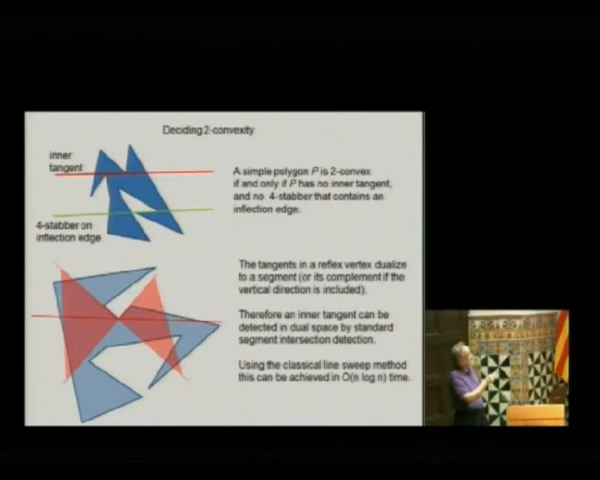 Deciding 2-convexity
inner
tangent
A simple polygon P is 2-convex
if and only if P has no inner tangent,
and no 4-stabber that contains an
inflection edge.
4-stabber on
inflection edge
The tangents in a reflex vertex dualize
to a segment (or its complement if the
vertical direction is included).
Therefore an inner tangent can be
detected in dual space by standard
segment intersection detection.
Using the classical line sweep method
this can be achieved in O(n log n) time.